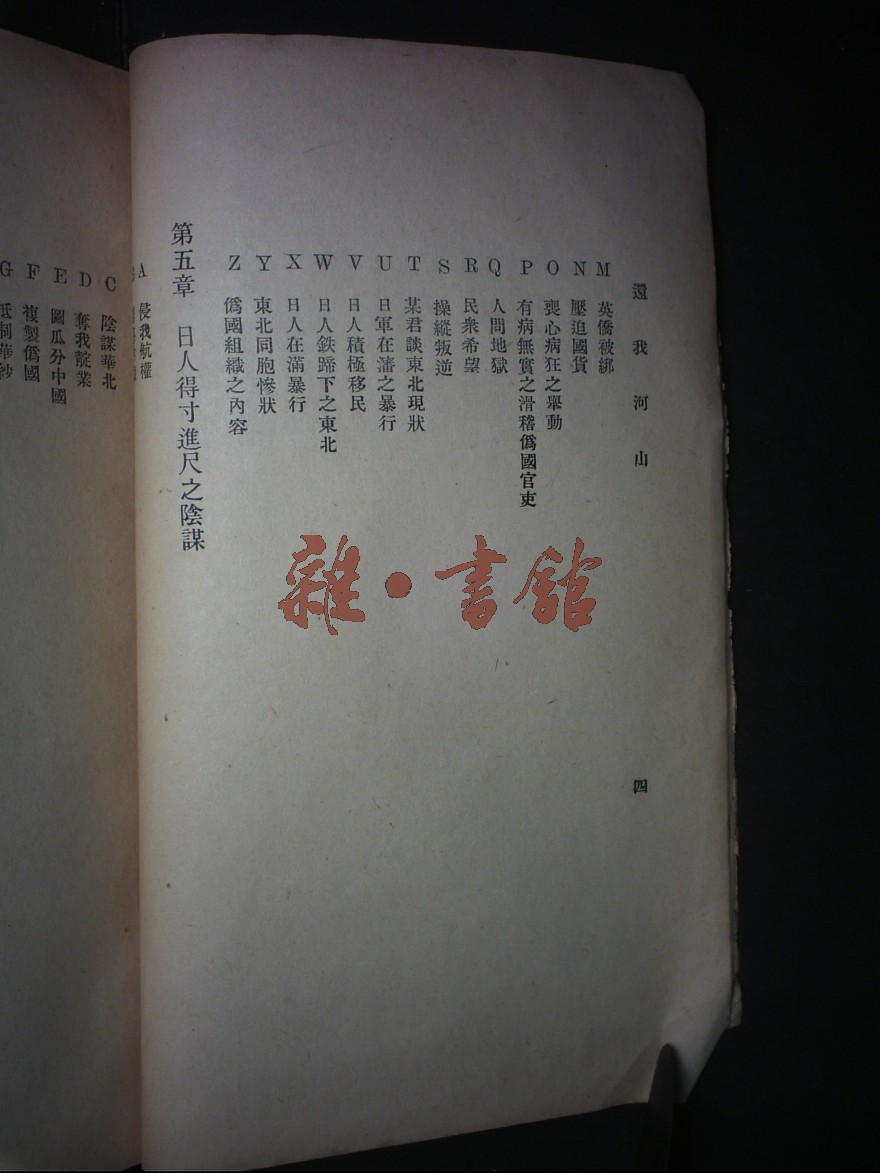 還我河山
四
M 英僑被綁
N 壓迫國貨
O 喪心病狂之舉動
P 有病無實之滑稽僞國官吏
Q 人間地獄
R 民衆希望
S 操縱叛逆
T 某君談東北現狀
U 日軍在瀋之暴行
V 日人積極移民
W 日人鉄蹄下之東北
X 日人在滿暴行
Y 東北同胞慘狀
Z 僞國組織之內容
第五章 日人得寸進尺之陰謀
A 侵我航權
C 陰謀華北
D 奪我靛業
E 圖瓜分中國
F 複製僞國
G 抵制華紗
雜•書館